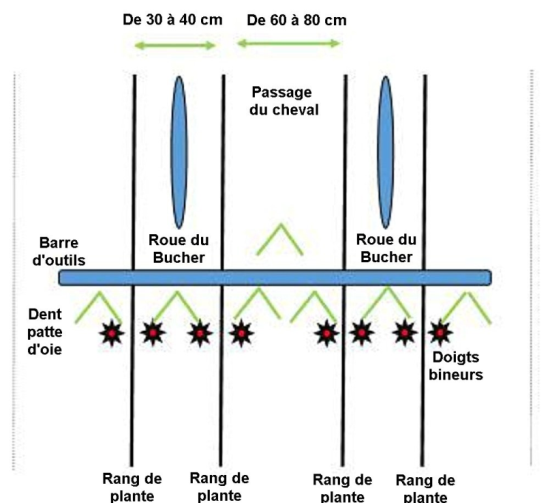 De 30 à 40 cm
De 60 à 80 cm
Passage
du cheval
Barre
d'outils
Roue du
Bucher
Roue du
Bucher
Dent
patte
d'oie
Doigts
bineurs
Rang de
plante
Rang de
plante
Rang de
plante
Rang de
plante